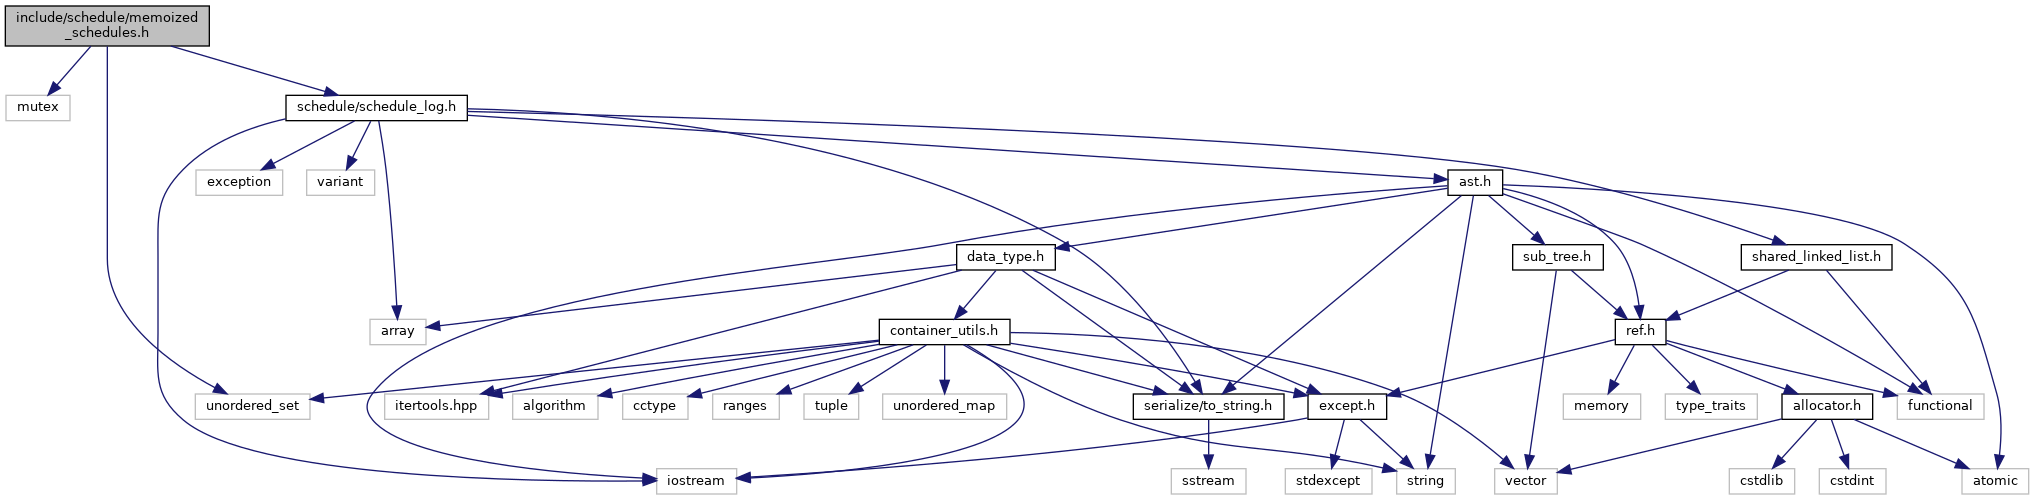 include/schedule/memoized
_schedules.h
mutex
schedule/schedule_log.h
exception
variant
ast.h
data_type.h
sub_tree.h
shared_linked_list.h
array
container_utils.h
ref.h
unordered_set
itertools.hpp
algorithm
cctype
ranges
tuple
unordered_map
serialize/to_string.h
except.h
memory
type_traits
allocator.h
functional
iostream
sstream
stdexcept
string
vector
cstdlib
cstdint
atomic